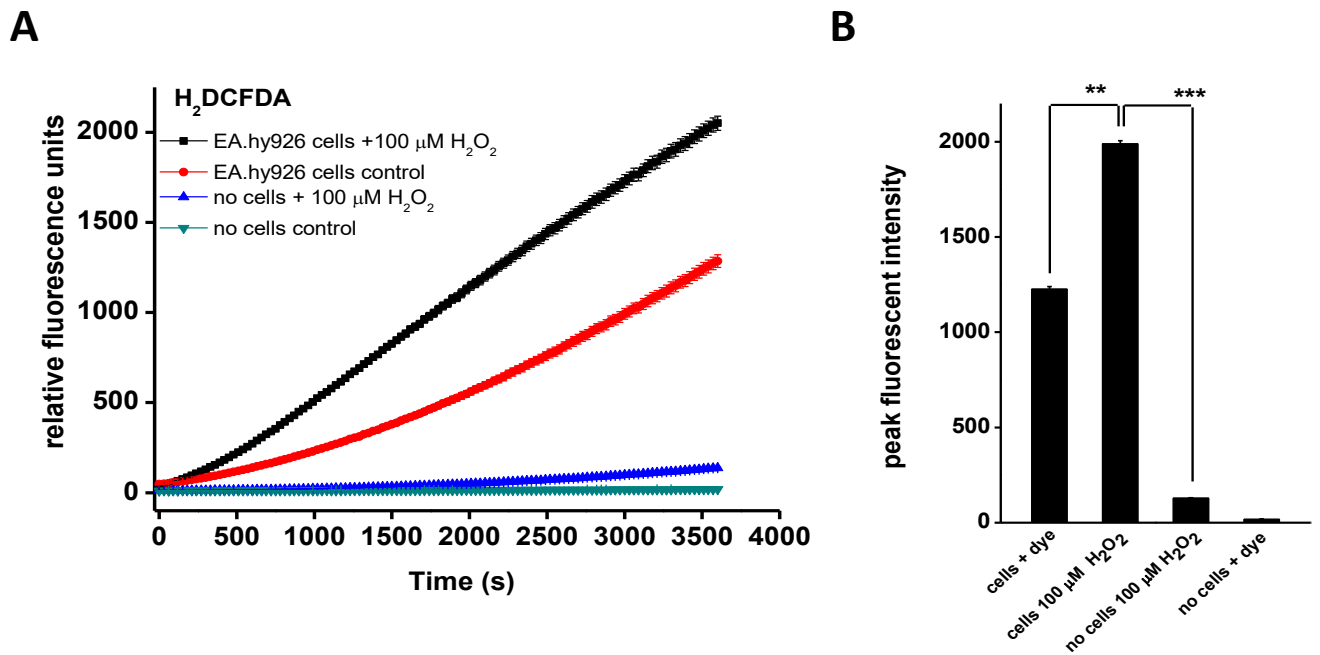 A
H₂DCFDA
EA.hy926 cells +100 μM H₂O₂
EA.hy926 cells control
no cells + 100 μM H₂O₂
no cells control
relative fluorescence units
2000
1500
1000
500
0
0 500 1000 1500 2000 2500 3000 3500 4000
Time (s)
B
** ***
peak fluorescent intensity
2000
1500
1000
500
0
cells + dye
cells 100 μM H₂O₂
no cells 100 μM H₂O₂
no cells + dye